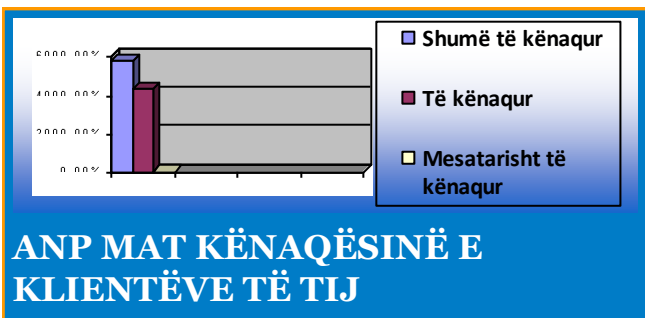 6000.00%
4000.00%
2000.00%
0.00%
Shumë të kënaqur
Të kënaqur
Mesatarisht të
kënaqur
ANP MAT KËNAQËSINË E
KLIENTËVE TË TIJ